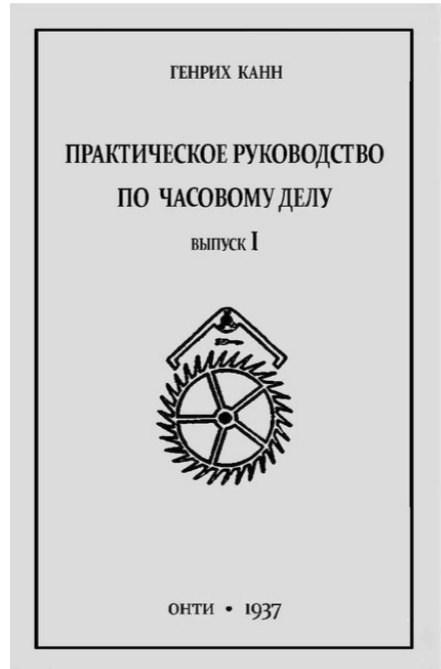 ГЕНРИХ КАНН
ПРАКТИЧЕСКОЕ РУКОВОДСТВО
ПО ЧАСОВОМУ ДЕЛУ
ВЫПУСК I
ОНТИ • 1937